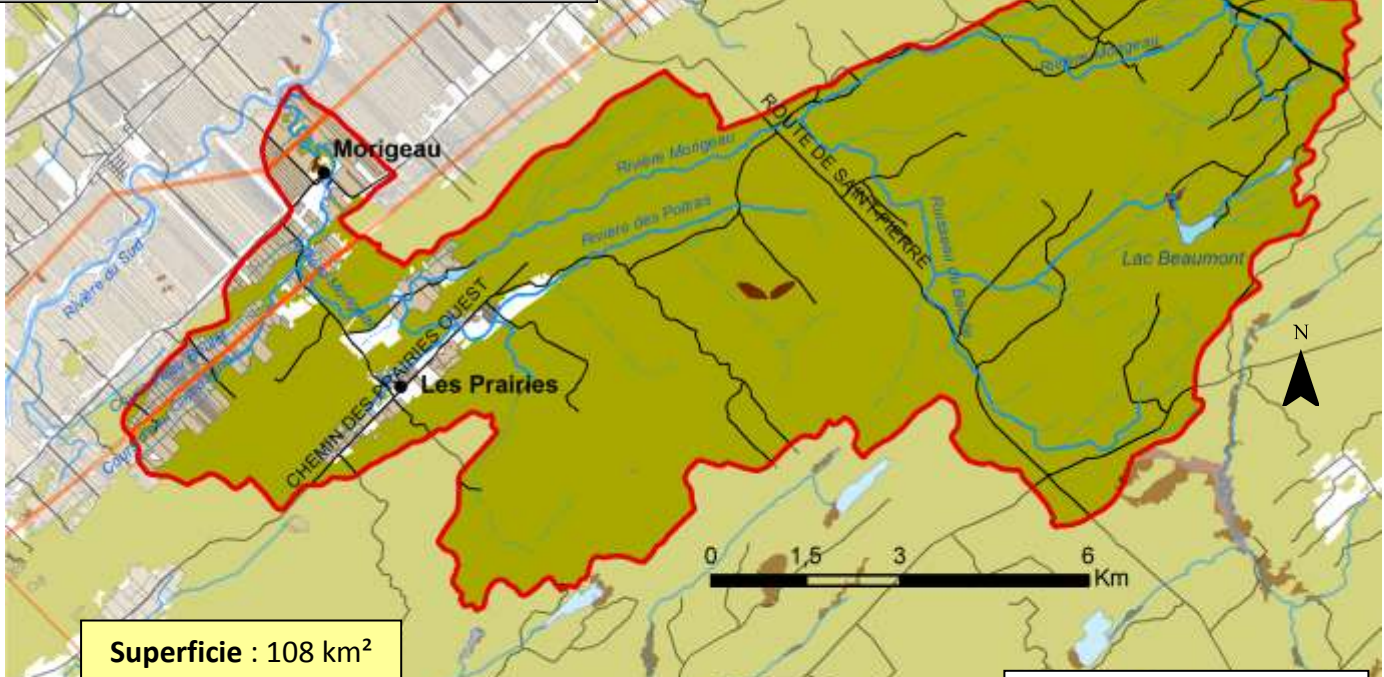 Rivière Morigeau
ROUTE DE SAINT-PIERRE
Morigeau
Rivière Morigeau
Rivière des Poitras
Rivière du Sud
Lac Beaumont
N
CHEMIN DES PRAIRIES OUEST
Les Prairies
0 1,5 3 6
Km
Superficie : 108 km²